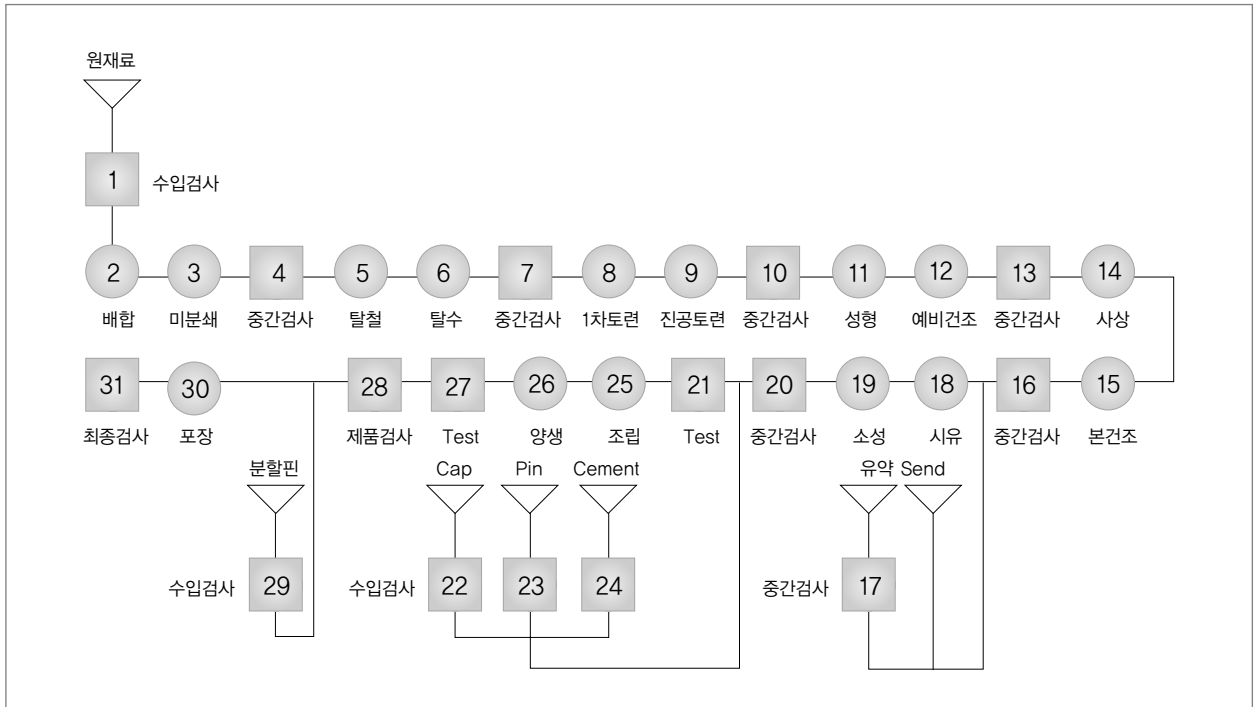 원재료
1 수입검사
2 3 4 5 6 7 8 9 10 11 12 13 14
배합 미분쇄 중간검사 탈철 탈수 중간검사 1차토련 진공토련 중간검사 성형 예비건조 중간검사 사상
31 30 28 27 26 25 21 20 19 18 16 15
최종검사 포장 제품검사 Test 양생 조립 Test 중간검사 소성 시유 중간검사 본건조
분할핀 Cap Pin Cement 유약 Send
수입검사 29 수입검사 22 23 24 중간검사 17